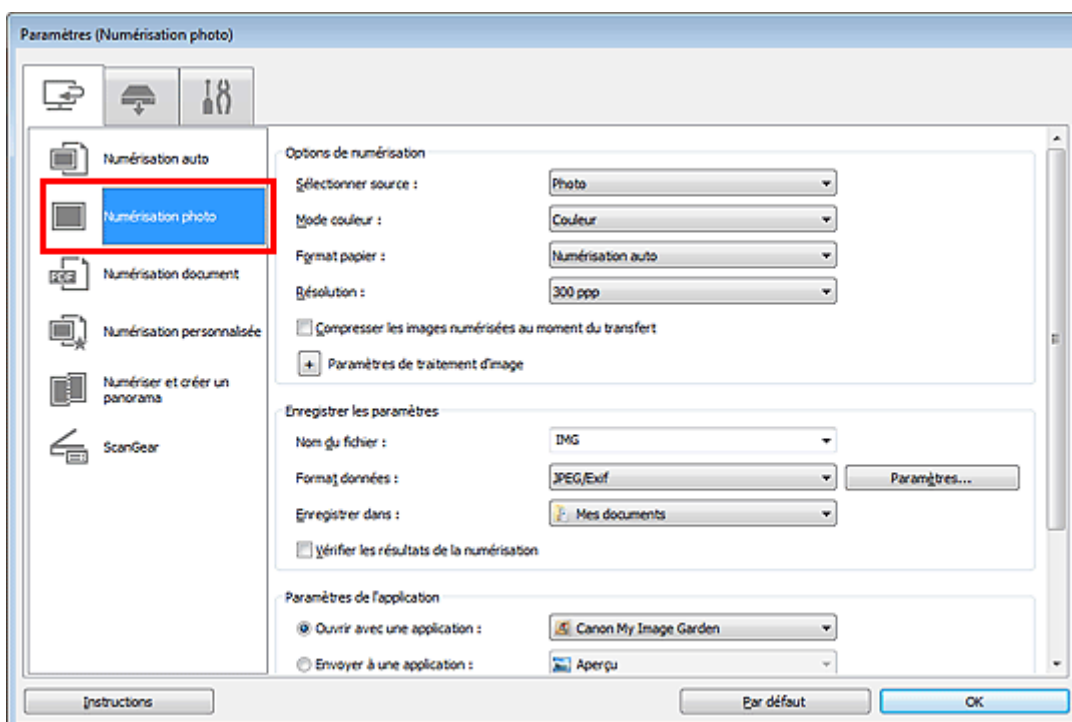 Paramètres (Numérisation photo)
Numérisation auto
Numérisation photo
PDF
Numérisation document
Numérisation personnalisée
Numériser et créer un
panorama
ScanGear
Options de numérisation
Sélectionner source : Photo
Mode couleur : Couleur
Format papier : Numérisation auto
Résolution : 300 ppp
Compresser les images numérisées au moment du transfert
+ Paramètres de traitement d'image
Enregistrer les paramètres
Nom du fichier : IMG
Format données : JPEG/Exif Paramètres...
Enregistrer dans : Mes documents
Vérifier les résultats de la numérisation
Paramètres de l'application
Ouvrir avec une application : Canon My Image Garden
Envoyer à une application : Aperçu
Instructions Par défaut OK